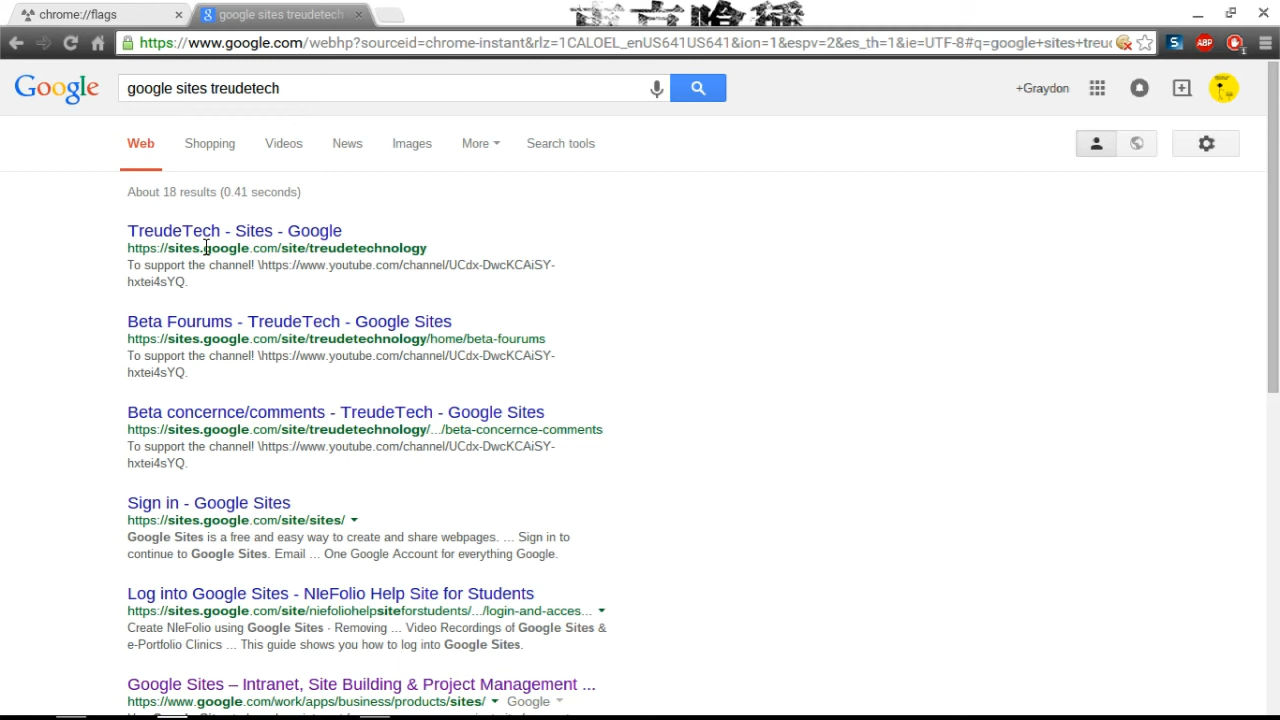 chrome://flags
google sites treudetech
https://www.google.com/webhp?sourceid=chrome-instant&rlz=1CALOEL_enUS641US641&ion=1&espv=2&es_th=1&ie=UTF-8#q=google+sites+treud
S ABP 1
Google google sites treudetech +Graydon
Web Shopping Videos News Images More Search tools
About 18 results (0.41 seconds)
TreudeTech - Sites - Google
https://sites.google.com/site/treudetechnology
To support the channel! \https://www.youtube.com/channel/UCdx-DwcKCAiSY-
hxtei4sYQ.
Beta Fourums - TreudeTech - Google Sites
https://sites.google.com/site/treudetechnology/home/beta-fourums
To support the channel! \https://www.youtube.com/channel/UCdx-DwcKCAiSY-
hxtei4sYQ.
Beta concernce/comments - TreudeTech - Google Sites
https://sites.google.com/site/treudetechnology/.../beta-concernce-comments
To support the channel! \https://www.youtube.com/channel/UCdx-DwcKCAiSY-
hxtei4sYQ.
Sign in - Google Sites
https://sites.google.com/site/sites/
Google Sites is a free and easy way to create and share webpages. ... Sign in to
continue to Google Sites. Email ... One Google Account for everything Google.
Log into Google Sites - NIeFolio Help Site for Students
https://sites.google.com/site/niefoliohelpsiteforstudents/.../login-and-acces...
Create NIeFolio using Google Sites · Removing ... Video Recordings of Google Sites &
e-Portfolio Clinics ... This guide shows you how to log into Google Sites.
Google Sites – Intranet, Site Building & Project Management ...
https://www.google.com/work/apps/business/products/sites/ Google